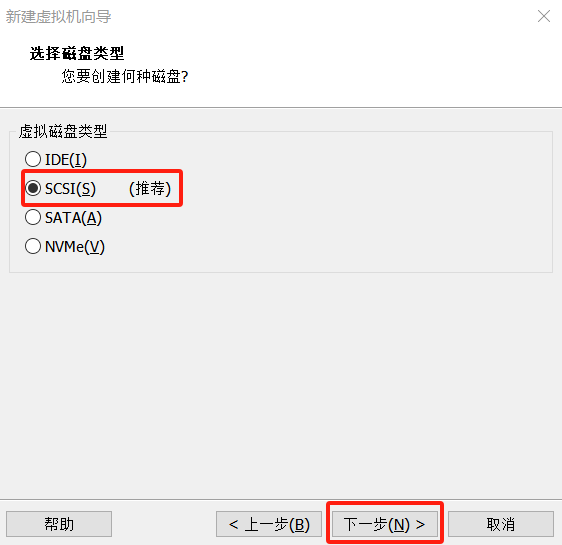 新建虚拟机向导
选择磁盘类型
您要创建何种磁盘?
虚拟磁盘类型
IDE(I)
SCSI(S) (推荐)
SATA(A)
NVMe(V)
帮助 < 上一步(B) 下一步(N) > 取消